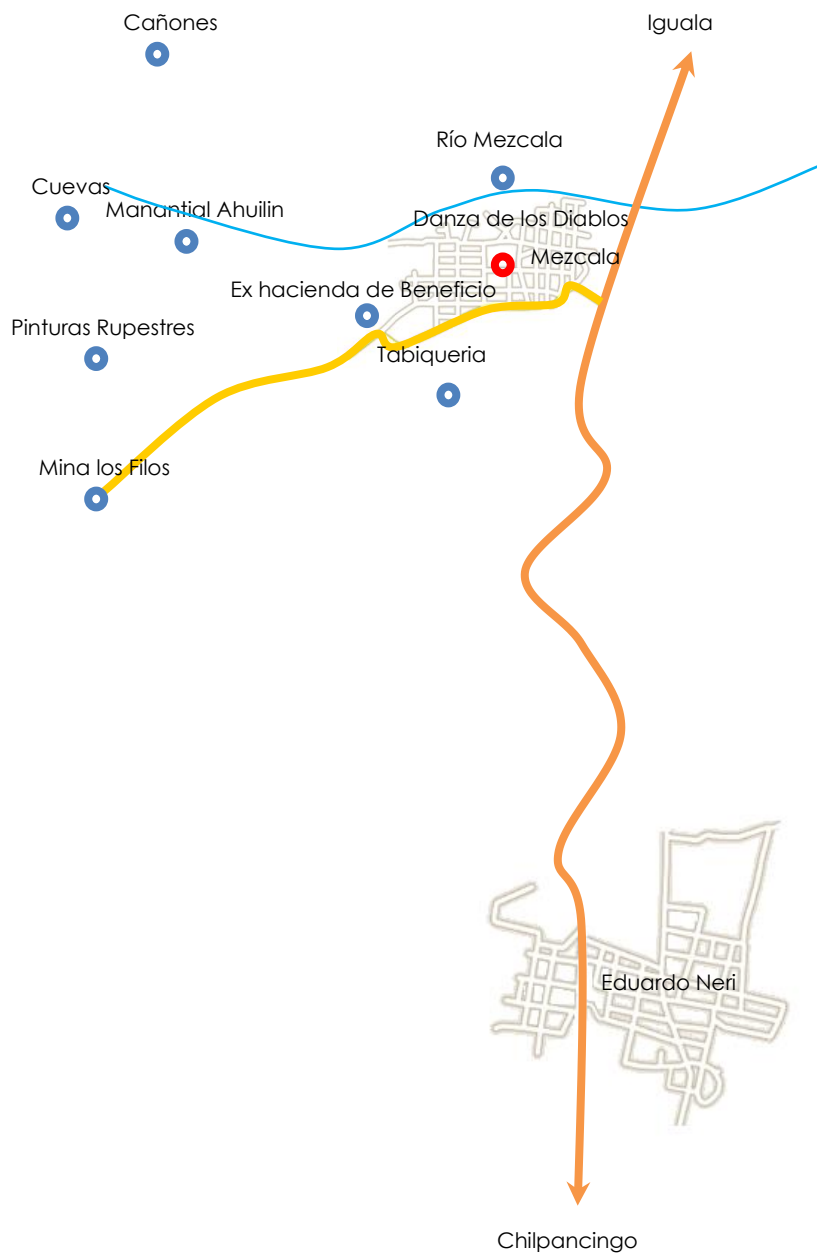 Cañones
Iguala
Río Mezcala
Cuevas
Manantial Ahuilin
Danza de los Diablos
Mezcala
Ex hacienda de Beneficio
Pinturas Rupestres
Tabiqueria
Mina los Filos
Eduardo Neri
Chilpancingo